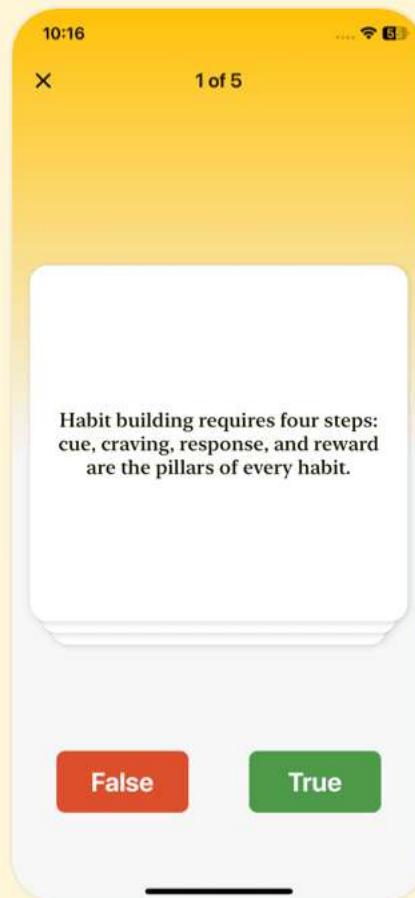 10:16
1 of 5
Habit building requires four steps:
cue, craving, response, and reward
are the pillars of every habit.
False
True